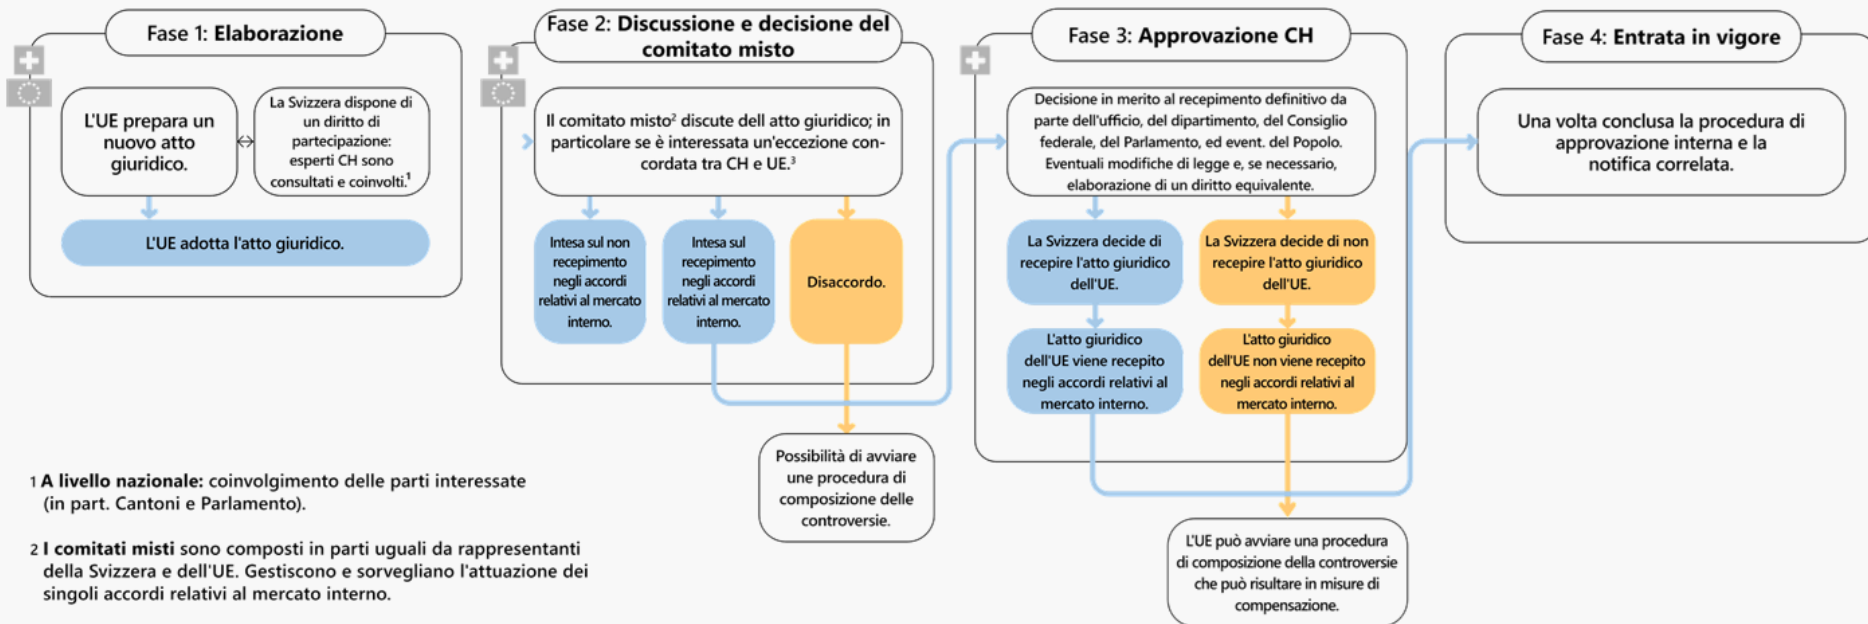 Fase 1: Elaborazione
L'UE prepara un
nuovo atto
giuridico.
La Svizzera dispone di
un diritto di
partecipazione:
esperti CH sono
consultati e coinvolti.¹
L'UE adotta l'atto giuridico.
Fase 2: Discussione e decisione del
comitato misto
Il comitato misto² discute dell atto giuridico; in
particolare se è interessata un'eccezione con-
cordata tra CH e UE.³
Intesa sul non
recepimento
negli accordi
relativi al mercato
interno.
Intesa sul
recepimento
negli accordi
relativi al mercato
interno.
Disaccordo.
Possibilità di avviare
una procedura di
composizione delle
controversie.
Fase 3: Approvazione CH
Decisione in merito al recepimento definitivo da
parte dell'ufficio, del dipartimento, del Consiglio
federale, del Parlamento, ed event. del Popolo.
Eventuali modifiche di legge e, se necessario,
elaborazione di un diritto equivalente.
La Svizzera decide di
recepire l'atto giuridico
dell'UE.
La Svizzera decide di non
recepire l'atto giuridico
dell'UE.
L'atto giuridico
dell'UE viene recepito
negli accordi relativi al
mercato interno.
L'atto giuridico
dell'UE non viene recepito
negli accordi relativi al
mercato interno.
L'UE può avviare una procedura
di composizione della controversie
che può risultare in misure di
compensazione.
Fase 4: Entrata in vigore
Una volta conclusa la procedura di
approvazione interna e la
notifica correlata.
1 A livello nazionale: coinvolgimento delle parti interessate
(in part. Cantoni e Parlamento).
2 I comitati misti sono composti in parti uguali da rappresentanti
della Svizzera e dell'UE. Gestiscono e sorvegliano l'attuazione dei
singoli accordi relativi al mercato interno.